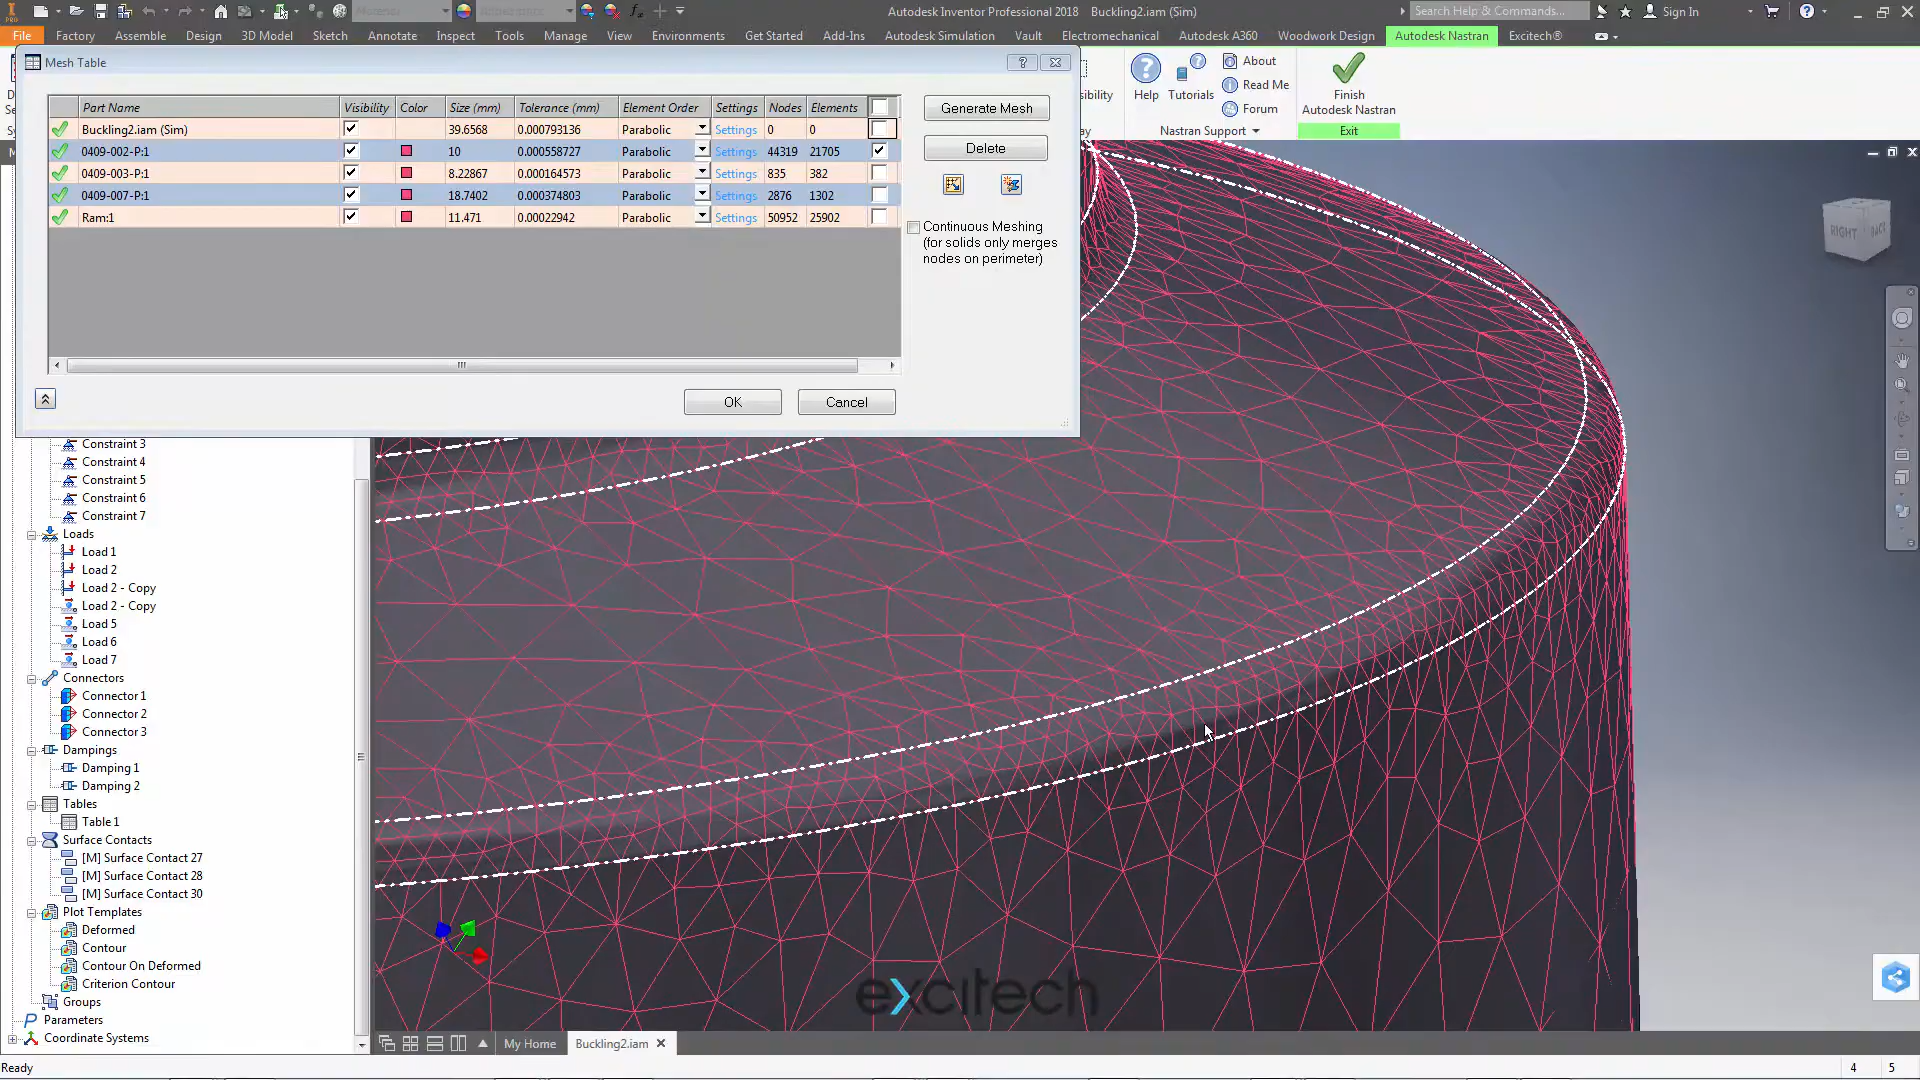 Autodesk Inventor Professional 2018 Buckling2.iam (Sim)
Search Help & Commands...
Sign In
File Factory Assemble Design 3D Model Sketch Annotate Inspect Tools Manage View Environments Get Started Add-Ins Autodesk Simulation Vault Electromechanical Autodesk A360 Woodwork Design Autodesk Nastran Excitech®
Mesh Table
Part Name Visibility Color Size (mm) Tolerance (mm) Element Order Settings Nodes Elements
Buckling2.iam (Sim) 39.6568 0.000793136 Parabolic Settings 0 0
0409-002-P:1 10 0.000558727 Parabolic Settings 44319 21705
0409-003-P:1 8.22867 0.000164573 Parabolic Settings 835 382
0409-007-P:1 18.7402 0.000374803 Parabolic Settings 2876 1302
Ram:1 11.471 0.00022942 Parabolic Settings 50952 25902
Generate Mesh
Delete
Continuous Meshing
(for solids only merges
nodes on perimeter)
OK Cancel
Help Tutorials
About
Read Me
Forum
Nastran Support
Finish
Autodesk Nastran
Exit
RIGHT BACK
Constraint 3
Constraint 4
Constraint 5
Constraint 6
Constraint 7
Loads
Load 1
Load 2
Load 2 - Copy
Load 2 - Copy
Load 5
Load 6
Load 7
Connectors
Connector 1
Connector 2
Connector 3
Dampings
Damping 1
Damping 2
Tables
Table 1
Surface Contacts
[M] Surface Contact 27
[M] Surface Contact 28
[M] Surface Contact 30
Plot Templates
Deformed
Contour
Contour On Deformed
Criterion Contour
Groups
Parameters
Coordinate Systems
excitech
My Home Buckling2.iam
Ready
4 5